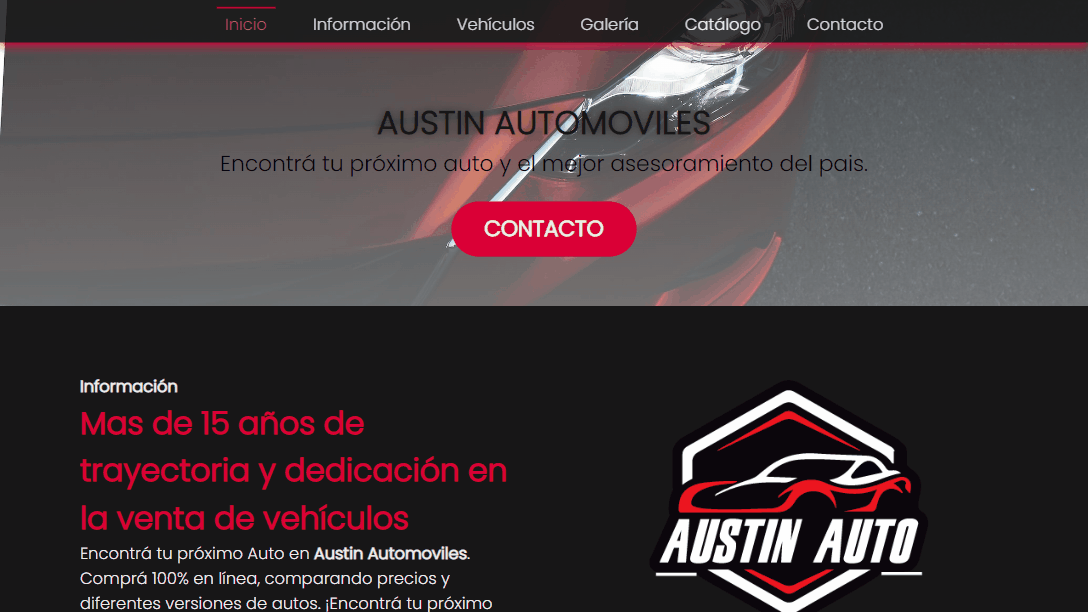 Inicio Información Vehículos Galería Catálogo Contacto
AUSTIN AUTOMOVILES
Encontrá tu próximo auto y el mejor asesoramiento del pais.
CONTACTO
Información
Mas de 15 años de
trayectoria y dedicación en
la venta de vehículos
Encontrá tu próximo Auto en Austin Automoviles.
Comprá 100% en línea, comparando precios y
diferentes versiones de autos. ¡Encontrá tu próximo
AUSTIN AUTO